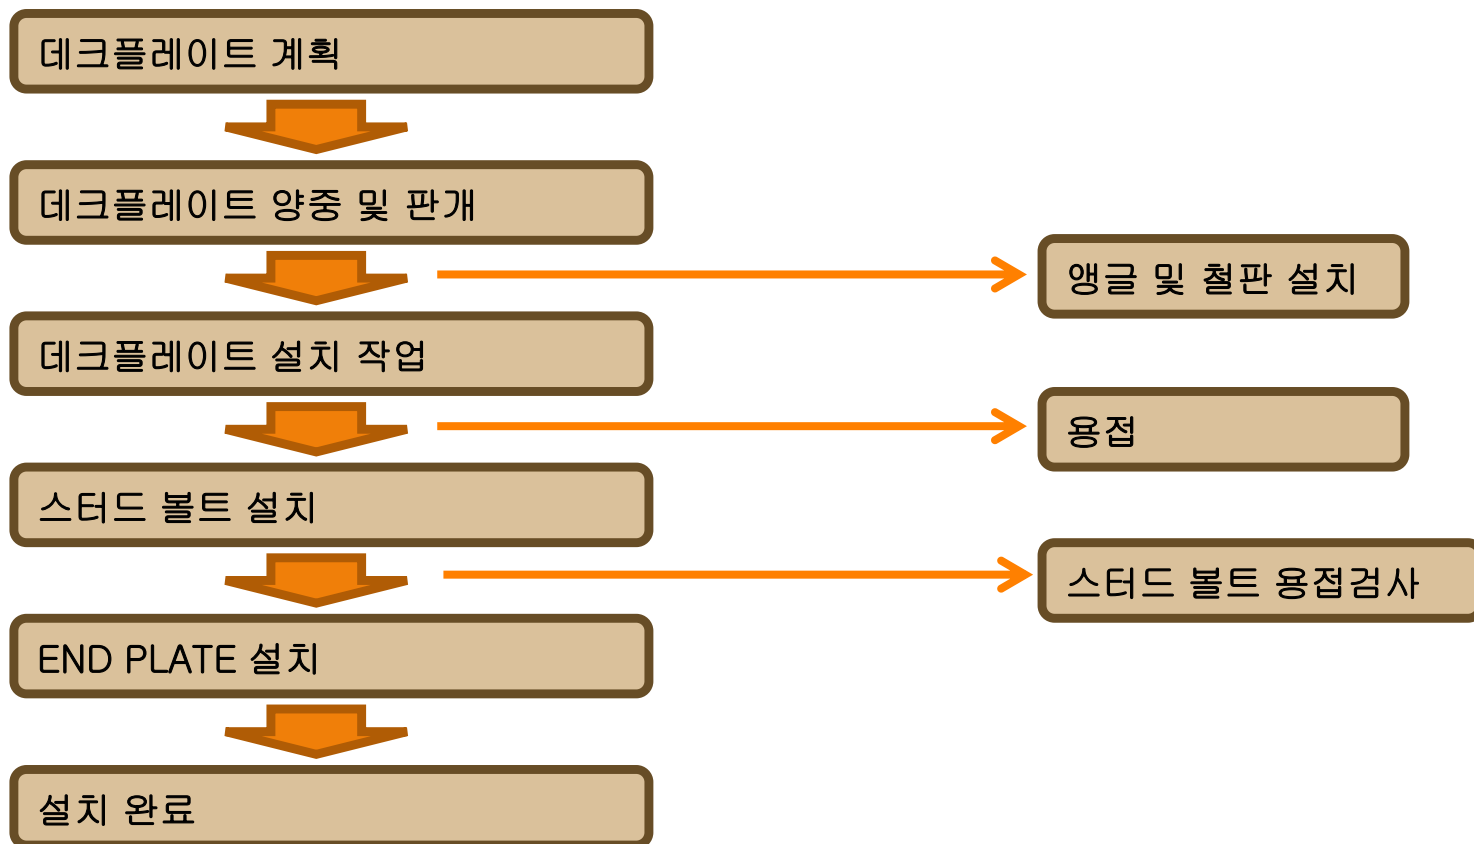 데크플레이트 계획
데크플레이트 양중 및 판개
앵글 및 철판 설치
데크플레이트 설치 작업
용접
스터드 볼트 설치
스터드 볼트 용접검사
END PLATE 설치
설치 완료